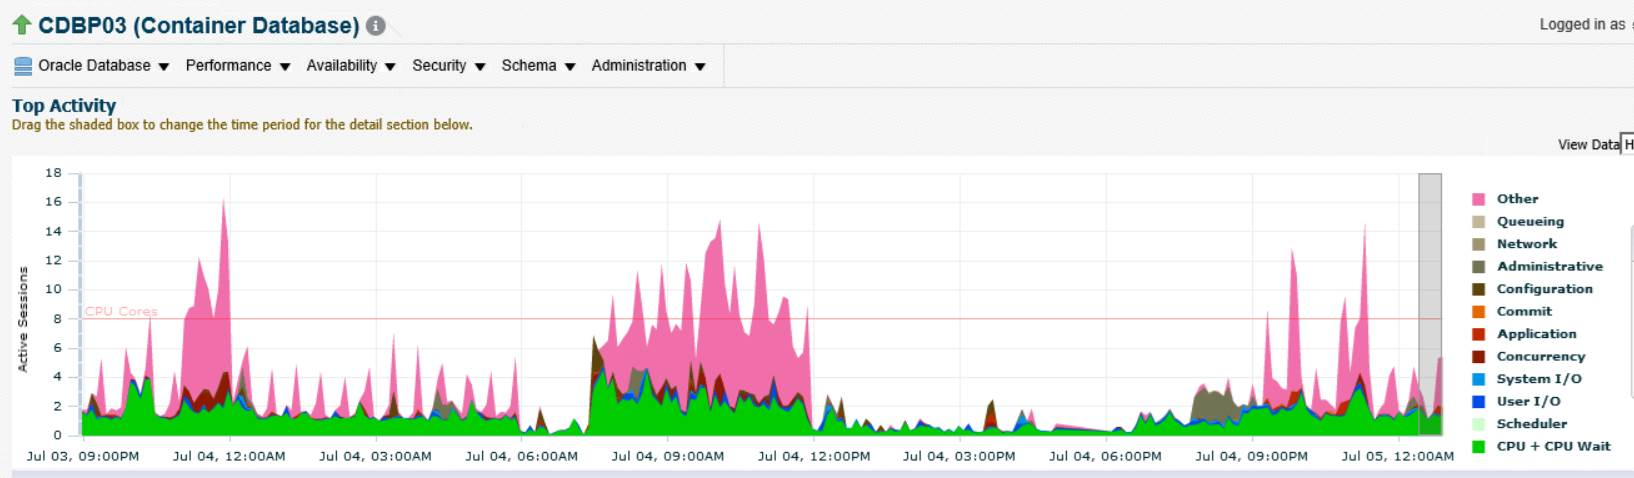 CDBP03 (Container Database) i
Logged in as
Oracle Database Performance Availability Security Schema Administration
Top Activity
Drag the shaded box to change the time period for the detail section below.
View Data H
Active Sessions
18
16
14
12
10
8
6
4
2
0
CPU Cores
Jul 03, 09:00PM Jul 04, 12:00AM Jul 04, 03:00AM Jul 04, 06:00AM Jul 04, 09:00AM Jul 04, 12:00PM Jul 04, 03:00PM Jul 04, 06:00PM Jul 04, 09:00PM Jul 05, 12:00AM
Other
Queueing
Network
Administrative
Configuration
Commit
Application
Concurrency
System I/O
User I/O
Scheduler
CPU + CPU Wait